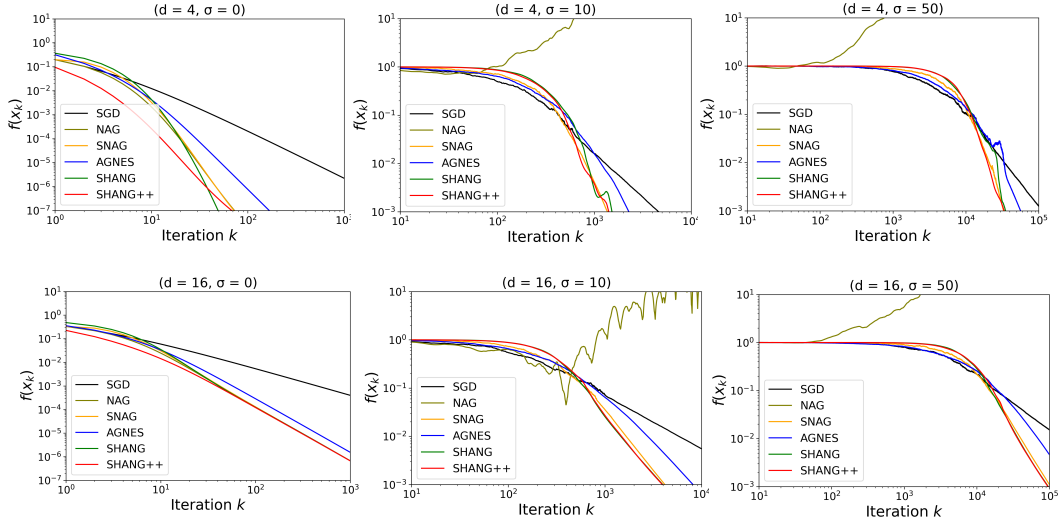 (d = 4, σ = 0)
10¹
10⁰
10⁻¹
10⁻²
10⁻³
10⁻⁴
10⁻⁵
10⁻⁶
10⁻⁷
f(xₖ)
SGD
NAG
SNAG
AGNES
SHANG
SHANG++
10⁰
10¹
10²
Iteration k
(d = 4, σ = 10)
10¹
10⁰
10⁻¹
10⁻²
10⁻³
f(xₖ)
SGD
NAG
SNAG
AGNES
SHANG
SHANG++
10¹
10²
10³
Iteration k
(d = 4, σ = 50)
10¹
10⁰
10⁻¹
10⁻²
10⁻³
f(xₖ)
SGD
NAG
SNAG
AGNES
SHANG
SHANG++
10¹
10²
10³
10⁴
10⁵
Iteration k
(d = 16, σ = 0)
10¹
10⁰
10⁻¹
10⁻²
10⁻³
10⁻⁴
10⁻⁵
10⁻⁶
10⁻⁷
f(xₖ)
SGD
NAG
SNAG
AGNES
SHANG
SHANG++
10⁰
10¹
10²
10³
Iteration k
(d = 16, σ = 10)
10¹
10⁰
10⁻¹
10⁻²
10⁻³
f(xₖ)
SGD
NAG
SNAG
AGNES
SHANG
SHANG++
10¹
10²
10³
10⁴
Iteration k
(d = 16, σ = 50)
10¹
10⁰
10⁻¹
10⁻²
10⁻³
f(xₖ)
SGD
NAG
SNAG
AGNES
SHANG
SHANG++
10¹
10²
10³
10⁴
10⁵
Iteration k